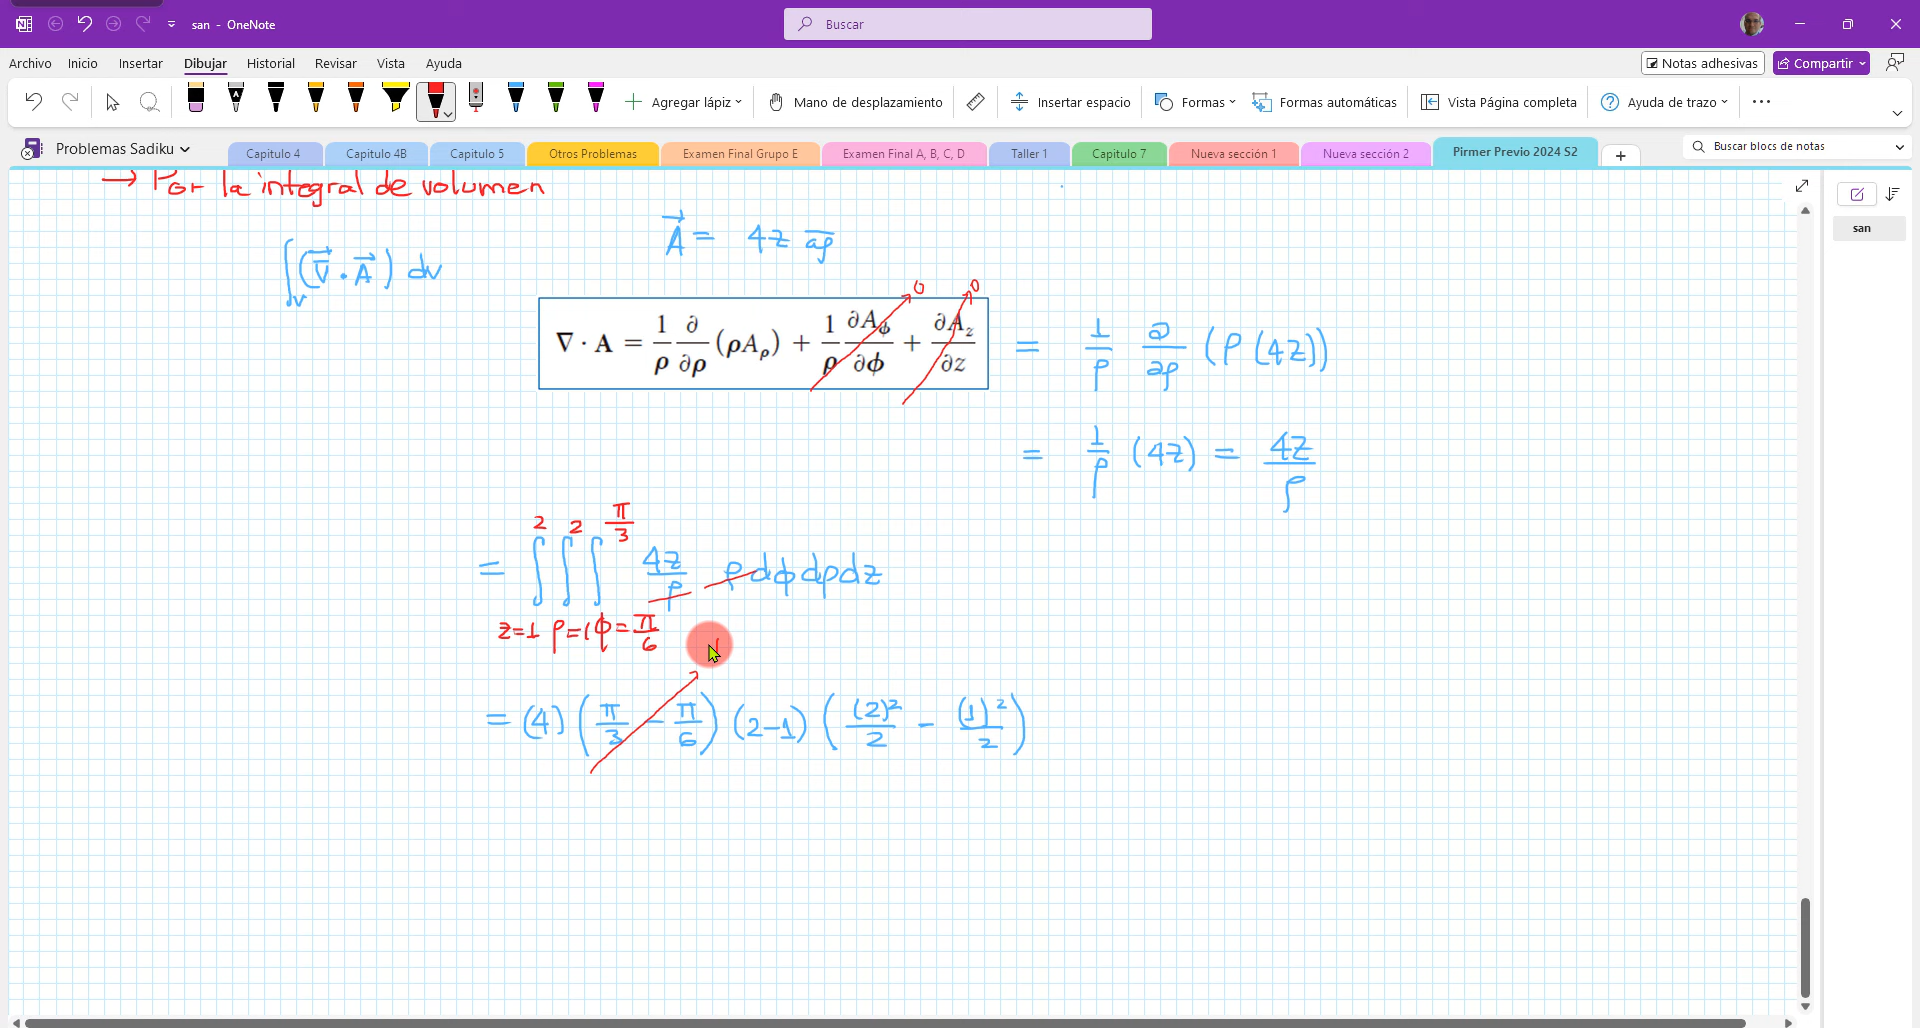 san - OneNote
Buscar
Archivo Inicio Insertar Dibujar Historial Revisar Vista Ayuda
Notas adhesivas Compartir
Agregar lápiz Mano de desplazamiento Insertar espacio Formas Formas automáticas Vista Página completa Ayuda de trazo
Problemas Sadiku Capitulo 4 Capitulo 4B Capitulo 5 Otros Problemas Examen Final Grupo E Examen Final A, B, C, D Taller 1 Capitulo 7 Nueva sección 1 Nueva sección 2 Pirmer Previo 2024 S2 + Buscar blocs de notas
san
→ Por la integral de volumen
A⃗ = 4z a̅ρ
∫v (∇⃗ · A⃗) dv
∇ · A = 1/ρ ∂/∂ρ (ρAρ) + 1/ρ ∂Aϕ/∂ϕ + ∂Az/∂z = 1/ρ ∂/∂ρ (ρ (4z))
0 0
= 1/ρ (4z) = 4z/ρ
2 2 π/3
= ∫ ∫ ∫ 4z/ρ ρ dϕ dρ dz
z=1 ρ=1 ϕ=π/6
= (4) (π/3 − π/6) (2−1) ((2)²/2 − (1)²/2)